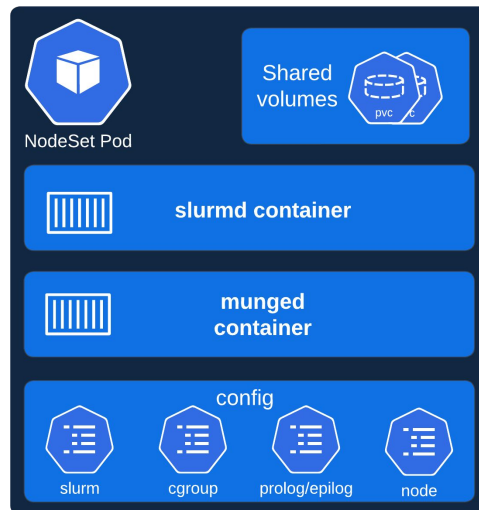 NodeSet Pod
Shared
volumes
pvc
c
slurmd container
munged
container
config
slurm
cgroup
prolog/epilog
node